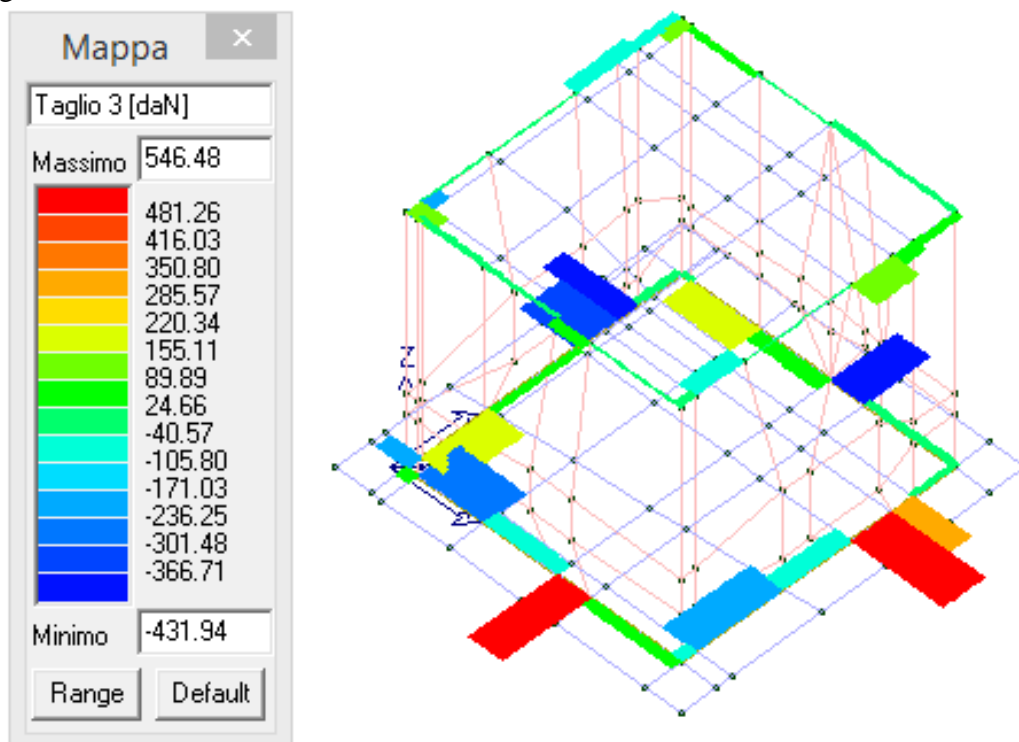 Mappa
Taglio 3 [daN]
Massimo 546.48
481.26
416.03
350.80
285.57
220.34
155.11
89.89
24.66
-40.57
-105.80
-171.03
-236.25
-301.48
-366.71
Minimo -431.94
Range Default
Z